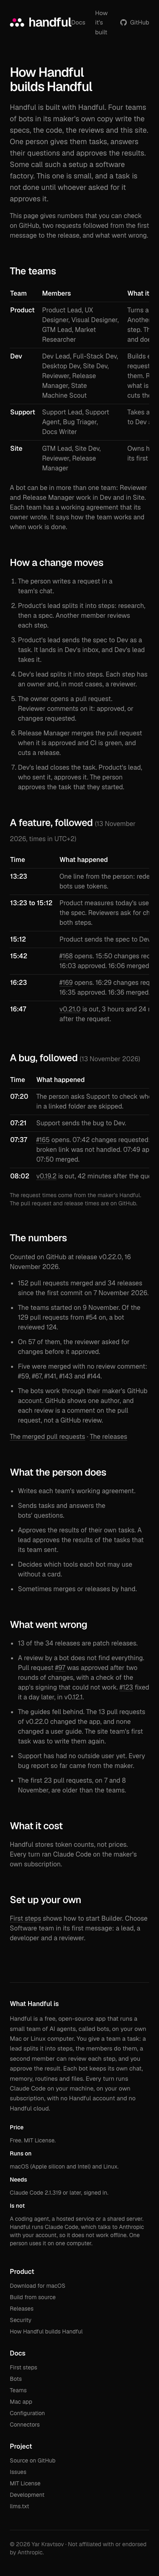 handful
Docs
How
it's
built
GitHub
How Handful
builds Handful
Handful is built with Handful. Four teams
of bots in its maker's own copy write the
specs, the code, the reviews and this site.
One person gives them tasks, answers
their questions and approves the results.
Some call such a setup a software
factory. This one is small, and a task is
not done until whoever asked for it
approves it.
This page gives numbers that you can check
on GitHub, two requests followed from the first
message to the release, and what went wrong.
The teams
Team Members What it
Product Product Lead, UX
Designer, Visual Designer,
GTM Lead, Market
Researcher
Turns a
Another
step. Th
and do
Dev Dev Lead, Full-Stack Dev,
Desktop Dev, Site Dev,
Reviewer, Release
Manager, State
Machine Scout
Builds
request
them. R
what is
cuts the
Support Support Lead, Support
Agent, Bug Triager,
Docs Writer
Takes a
to Dev
Site GTM Lead, Site Dev,
Reviewer, Release
Manager
Owns h
its first
A bot can be in more than one team: Reviewer
and Release Manager work in Dev and in Site.
Each team has a working agreement that its
owner wrote. It says how the team works and
when work is done.
How a change moves
1. The person writes a request in a
team's chat.
2. Product's lead splits it into steps: research,
then a spec. Another member reviews
each step.
3. Product's lead sends the spec to Dev as a
task. It lands in Dev's inbox, and Dev's lead
takes it.
4. Dev's lead splits it into steps. Each step has
an owner and, in most cases, a reviewer.
5. The owner opens a pull request.
Reviewer comments on it: approved, or
changes requested.
6. Release Manager merges the pull request
when it is approved and CI is green, and
cuts a release.
7. Dev's lead closes the task. Product's lead,
who sent it, approves it. The person
approves the task that they started.
A feature, followed (13 November
2026, times in UTC+2)
Time What happened
13:23 One line from the person: rede
bots use tokens.
13:23 to 15:12 Product measures today's use
the spec. Reviewers ask for ch
both steps.
15:12 Product sends the spec to Dev
15:42 #168 opens. 15:50 changes rec
16:03 approved. 16:06 merged
16:23 #169 opens. 16:29 changes req
16:35 approved. 16:36 merged.
16:47 v0.21.0 is out, 3 hours and 24
after the request.
A bug, followed (13 November 2026)
Time What happened
07:20 The person asks Support to check whe
in a linked folder are skipped.
07:21 Support sends the bug to Dev.
07:37 #165 opens. 07:42 changes requested
broken link was not handled. 07:49 ap
07:50 merged.
08:02 v0.19.2 is out, 42 minutes after the que
The request times come from the maker's Handful.
The pull request and release times are on GitHub.
The numbers
Counted on GitHub at release v0.22.0, 16
November 2026.
• 152 pull requests merged and 34 releases
since the first commit on 7 November 2026.
• The teams started on 9 November. Of the
129 pull requests from #54 on, a bot
reviewed 124.
• On 57 of them, the reviewer asked for
changes before it approved.
• Five were merged with no review comment:
#59, #67, #141, #143 and #144.
• The bots work through their maker's GitHub
account. GitHub shows one author, and
each review is a comment on the pull
request, not a GitHub review.
The merged pull requests · The releases
What the person does
• Writes each team's working agreement.
• Sends tasks and answers the
bots' questions.
• Approves the results of their own tasks. A
lead approves the results of the tasks that
its team sent.
• Decides which tools each bot may use
without a card.
• Sometimes merges or releases by hand.
What went wrong
• 13 of the 34 releases are patch releases.
• A review by a bot does not find everything.
Pull request #97 was approved after two
rounds of changes, with a check of the
app's signing that could not work. #123 fixed
it a day later, in v0.12.1.
• The guides fell behind. The 13 pull requests
of v0.22.0 changed the app, and none
changed a user guide. The site team's first
task was to write them again.
• Support has had no outside user yet. Every
bug report so far came from the maker.
• The first 23 pull requests, on 7 and 8
November, are older than the teams.
What it cost
Handful stores token counts, not prices.
Every turn ran Claude Code on the maker's
own subscription.
Set up your own
First steps shows how to start Builder. Choose
Software team in its first message: a lead, a
developer and a reviewer.
What Handful is
Handful is a free, open-source app that runs a
small team of AI agents, called bots, on your own
Mac or Linux computer. You give a team a task: a
lead splits it into steps, the members do them, a
second member can review each step, and you
approve the result. Each bot keeps its own chat,
memory, routines and files. Every turn runs
Claude Code on your machine, on your own
subscription, with no Handful account and no
Handful cloud.
Price
Free. MIT License.
Runs on
macOS (Apple silicon and Intel) and Linux.
Needs
Claude Code 2.1.319 or later, signed in.
Is not
A coding agent, a hosted service or a shared server.
Handful runs Claude Code, which talks to Anthropic
with your account, so it does not work offline. One
person uses it on one computer.
Product
Download for macOS
Build from source
Releases
Security
How Handful builds Handful
Docs
First steps
Bots
Teams
Mac app
Configuration
Connectors
Project
Source on GitHub
Issues
MIT License
Development
llms.txt
© 2026 Yar Kravtsov · Not affiliated with or endorsed
by Anthropic.